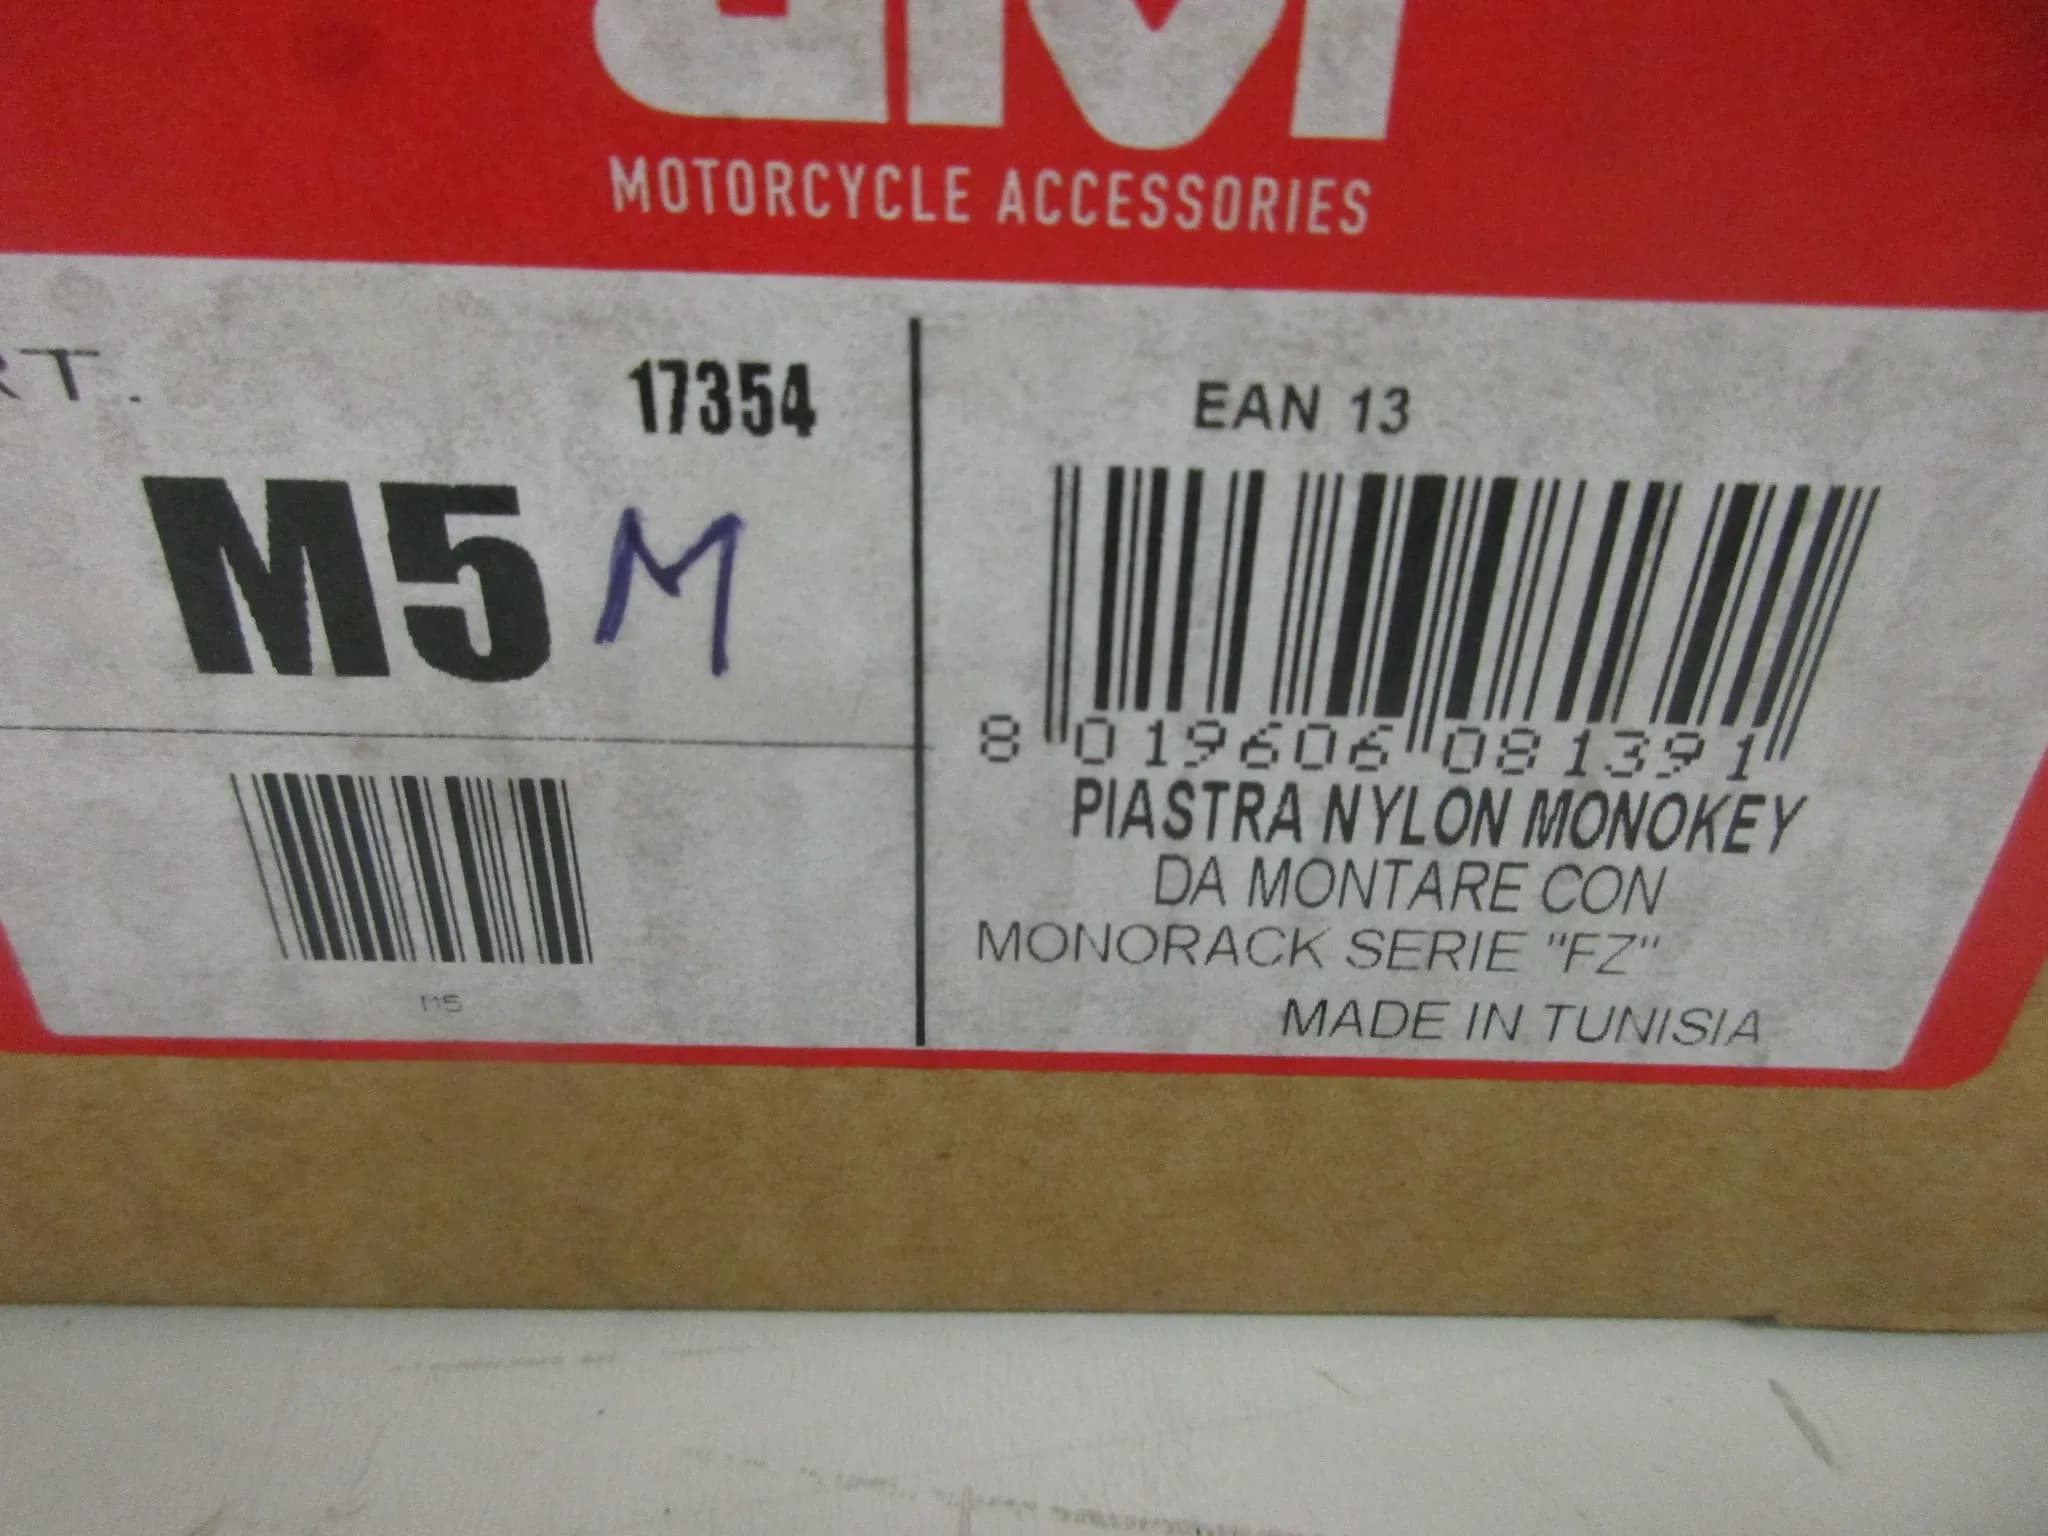 MOTORCYCLE ACCESSORIES
RT.
17354
M5 M
M5
EAN 13
8 019606 081391
PIASTRA NYLON MONOKEY
DA MONTARE CON
MONORACK SERIE "FZ"
MADE IN TUNISIA